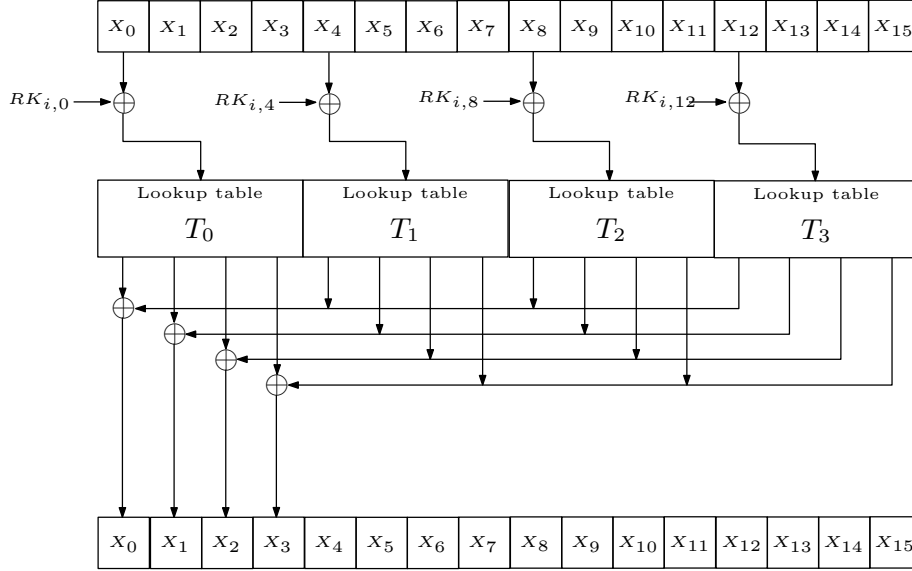 X₀ X₁ X₂ X₃ X₄ X₅ X₆ X₇ X₈ X₉ X₁₀ X₁₁ X₁₂ X₁₃ X₁₄ X₁₅
RKᵢ,₀ RKᵢ,₄ RKᵢ,₈ RKᵢ,₁₂
Lookup table Lookup table Lookup table Lookup table
T₀ T₁ T₂ T₃
X₀ X₁ X₂ X₃ X₄ X₅ X₆ X₇ X₈ X₉ X₁₀ X₁₁ X₁₂ X₁₃ X₁₄ X₁₅